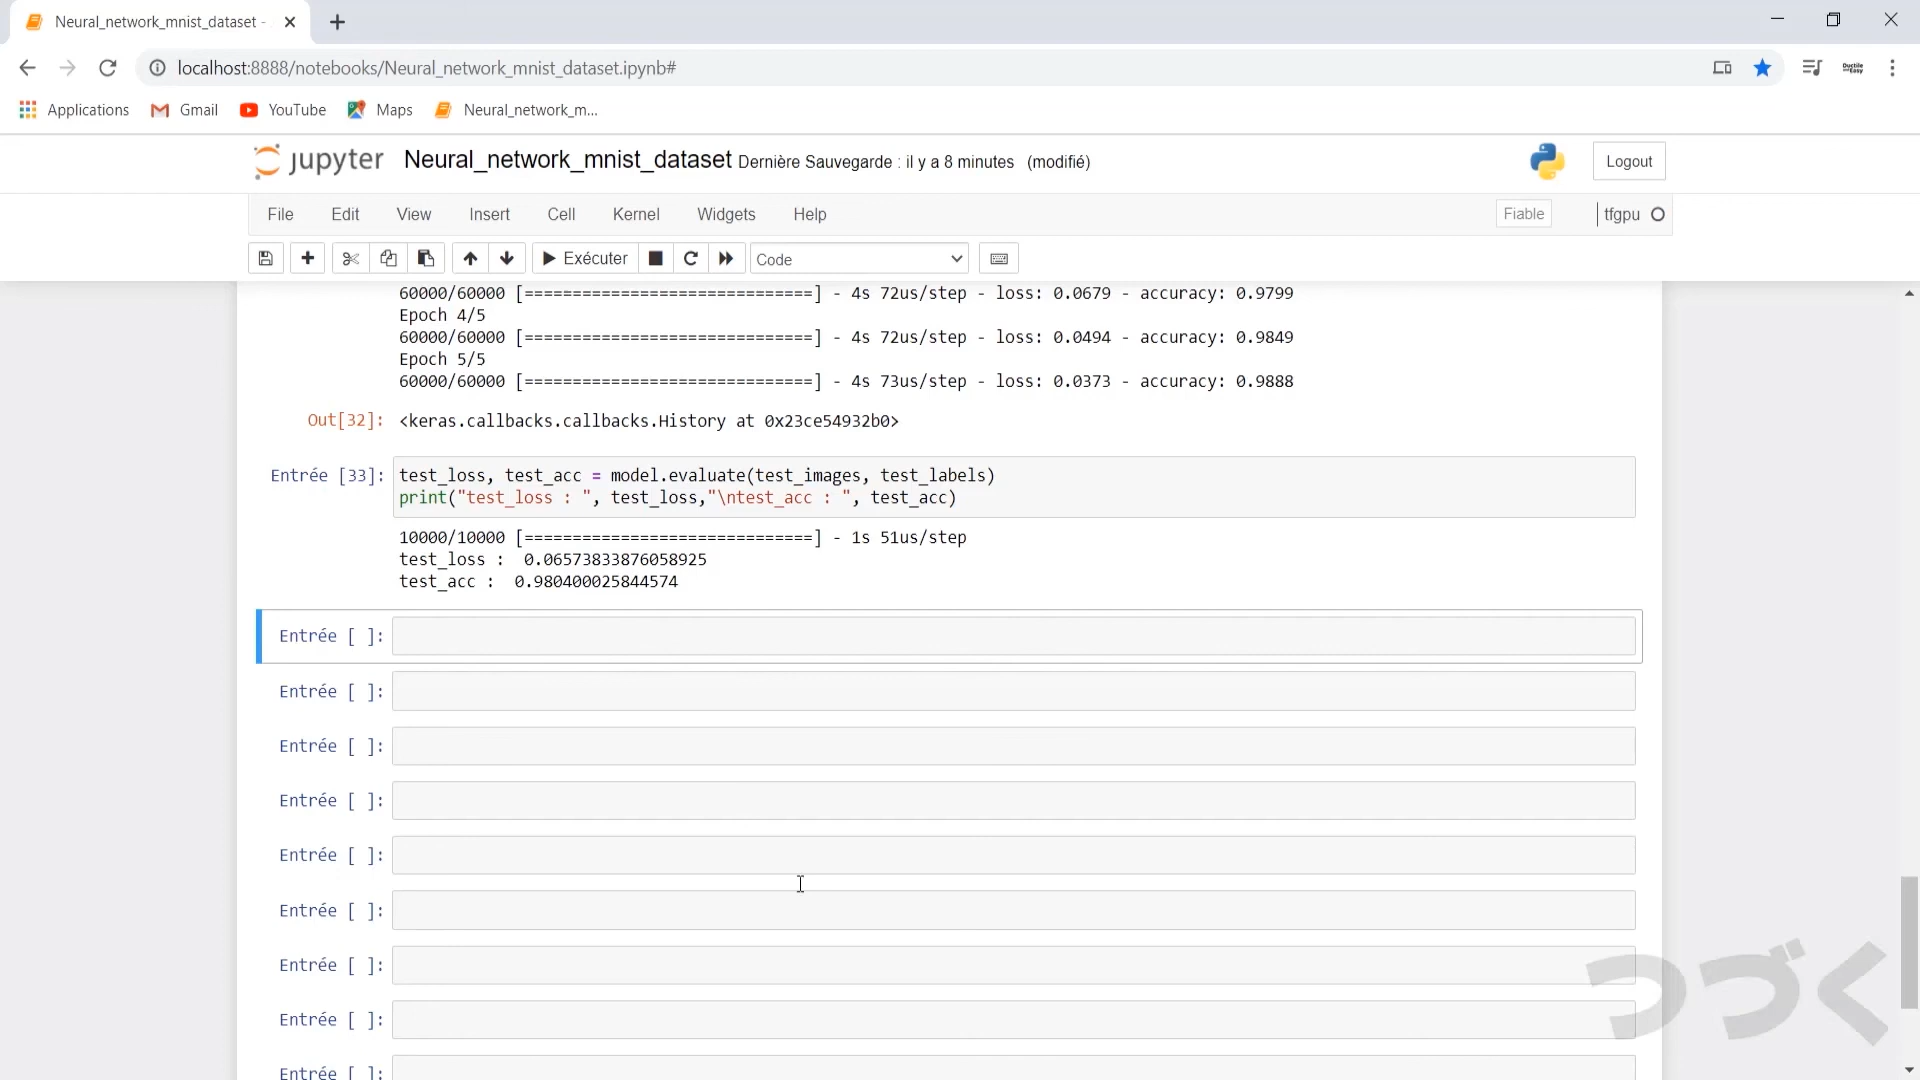 Neural_network_mnist_dataset -
localhost:8888/notebooks/Neural_network_mnist_dataset.ipynb#
Ductile and Easy
Applications
Gmail
YouTube
Maps
Neural_network_m...
jupyter
Neural_network_mnist_dataset Dernière Sauvegarde : il y a 8 minutes (modifié)
Logout
File Edit View Insert Cell Kernel Widgets Help
Fiable
tfgpu
Exécuter
Code
60000/60000 [==============================] - 4s 72us/step - loss: 0.0679 - accuracy: 0.9799
Epoch 4/5
60000/60000 [==============================] - 4s 72us/step - loss: 0.0494 - accuracy: 0.9849
Epoch 5/5
60000/60000 [==============================] - 4s 73us/step - loss: 0.0373 - accuracy: 0.9888
Out[32]: <keras.callbacks.callbacks.History at 0x23ce54932b0>
Entrée [33]: test_loss, test_acc = model.evaluate(test_images, test_labels)
print("test_loss : ", test_loss,"\ntest_acc : ", test_acc)
10000/10000 [==============================] - 1s 51us/step
test_loss :  0.06573833876058925
test_acc :  0.980400025844574
Entrée [ ]:
Entrée [ ]:
Entrée [ ]:
Entrée [ ]:
Entrée [ ]:
Entrée [ ]:
Entrée [ ]:
Entrée [ ]:
Entrée [ ]:
つづく